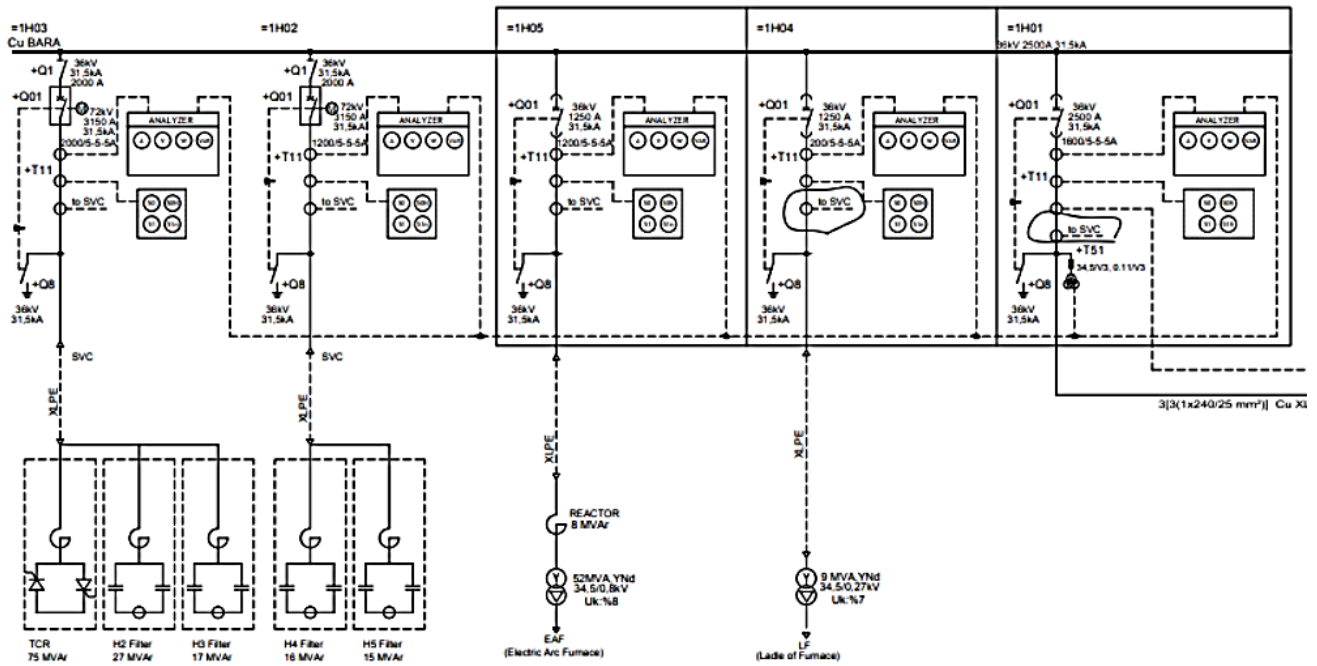 =1H03
Cu BARA
+Q1
36kV
31,5kA
2000 A
+Q01
M
72kV
3150 A
31,5kA
2000/5-5-5A
ANALYZER
A V W VAR
+T11
to SVC
+Q8
36kV
31,5kA
SVC
XLPE
TCR
75 MVAr
H2 Filter
27 MVAr
H3 Filter
17 MVAr
=1H02
+Q1
36kV
31,5kA
2000 A
+Q01
M
72kV
3150 A
31,5kA
1200/5-5-5A
ANALYZER
A V W VAR
+T11
to SVC
+Q8
36kV
31,5kA
SVC
XLPE
H4 Filter
16 MVAr
H5 Filter
15 MVAr
=1H05
+Q01
36kV
1250 A
31,5kA
1200/5-5-5A
ANALYZER
A V W VAR
+T11
to SVC
+Q8
36kV
31,5kA
XLPE
REACTOR
8 MVAr
Y
52MVA,YNd
34,5/0,8kV
Uk:%8
EAF
(Electric Arc Furnace)
=1H04
+Q01
36kV
1250 A
31,5kA
200/5-5-5A
ANALYZER
A V W VAR
+T11
to SVC
+Q8
36kV
31,5kA
XLPE
Y
9 MVA,YNd
34,5/0,27kV
Uk:%7
LF
(Ladle of Furnace)
=1H01
36kV 2500A 31,5kA
+Q01
36kV
2500 A
31,5kA
1600/5-5-5A
ANALYZER
A V W VAR
+T11
to SVC
+T51
34,5/V3, 0.11/V3
+Q8
36kV
31,5kA
3[3(1x240/25 mm²)] Cu XL